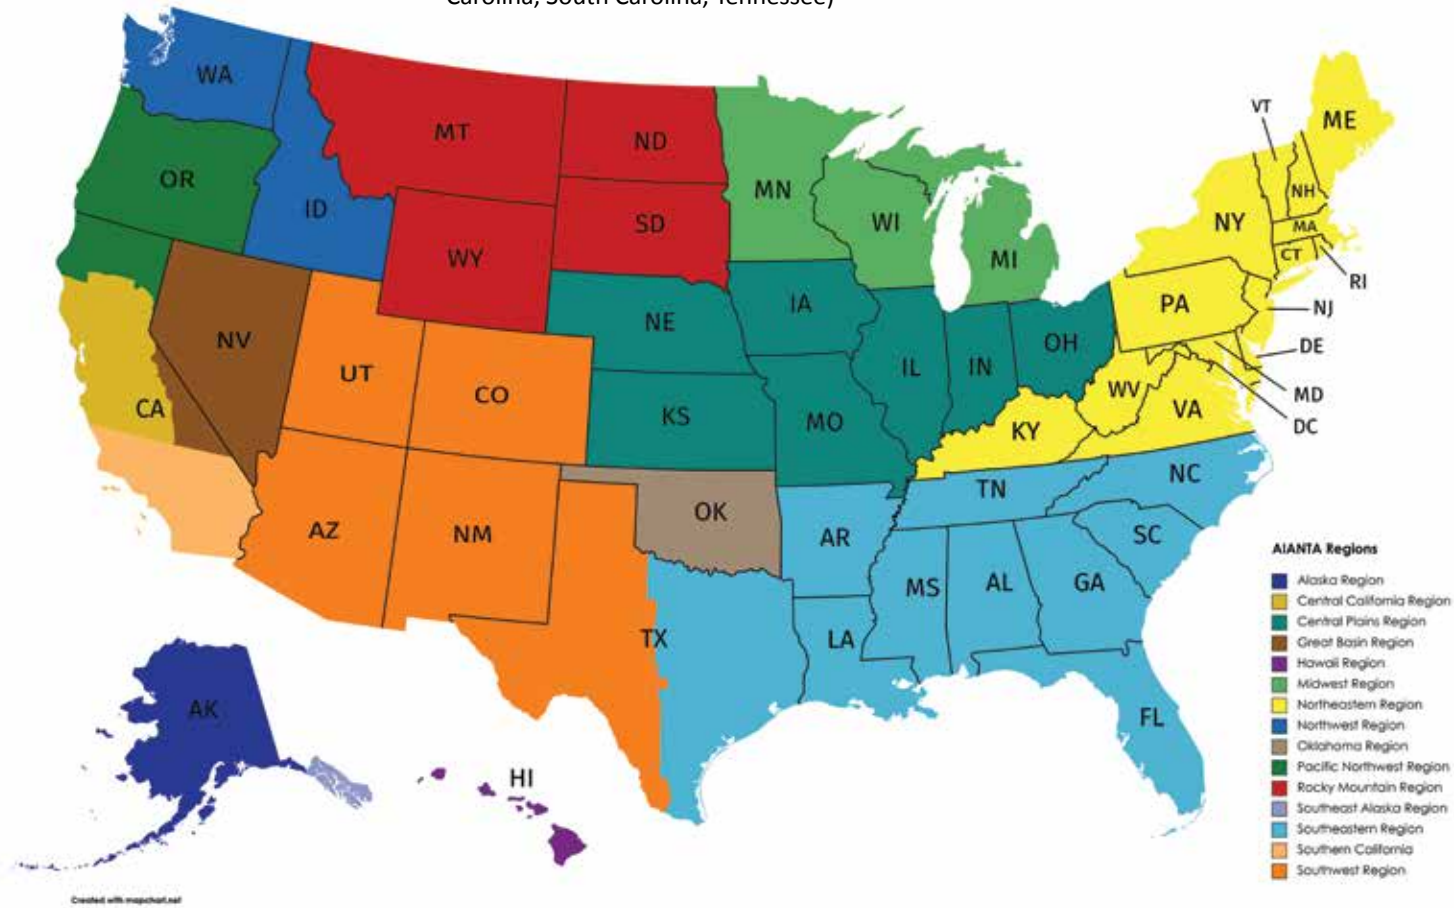 Carolina, South Carolina, Tennessee)
WA
MT
ND
MN
OR
ID
SD
WI
WY
MI
VT
ME
NH
NY
MA
CT
RI
NV
NE
IA
PA
NJ
UT
CO
IL
IN
OH
DE
CA
KS
MO
WV
VA
MD
DC
KY
AZ
NM
OK
TN
NC
AR
SC
MS
AL
GA
TX
LA
FL
AK
HI
AIANTA Regions
Alaska Region
Central California Region
Central Plains Region
Great Basin Region
Hawaii Region
Midwest Region
Northeastern Region
Northwest Region
Oklahoma Region
Pacific Northwest Region
Rocky Mountain Region
Southeast Alaska Region
Southeastern Region
Southern California
Southwest Region
Created with mapchart.net